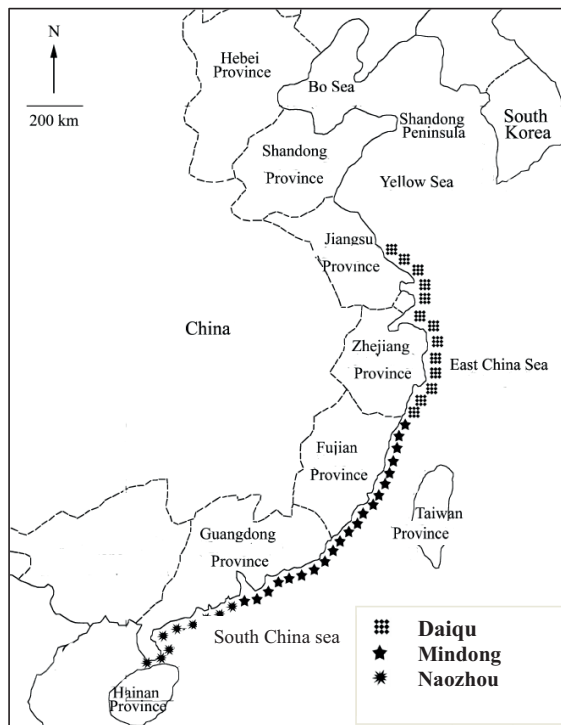 N
200 km
Hebei
Province
Bo Sea
Shandong
Peninsula
South
Korea
Shandong
Province
Yellow Sea
Jiangsu
Province
China
Zhejiang
Province
East China Sea
Fujian
Province
Taiwan
Province
Guangdong
Province
South China sea
Hainan
Province
Daiqu
Mindong
Naozhou